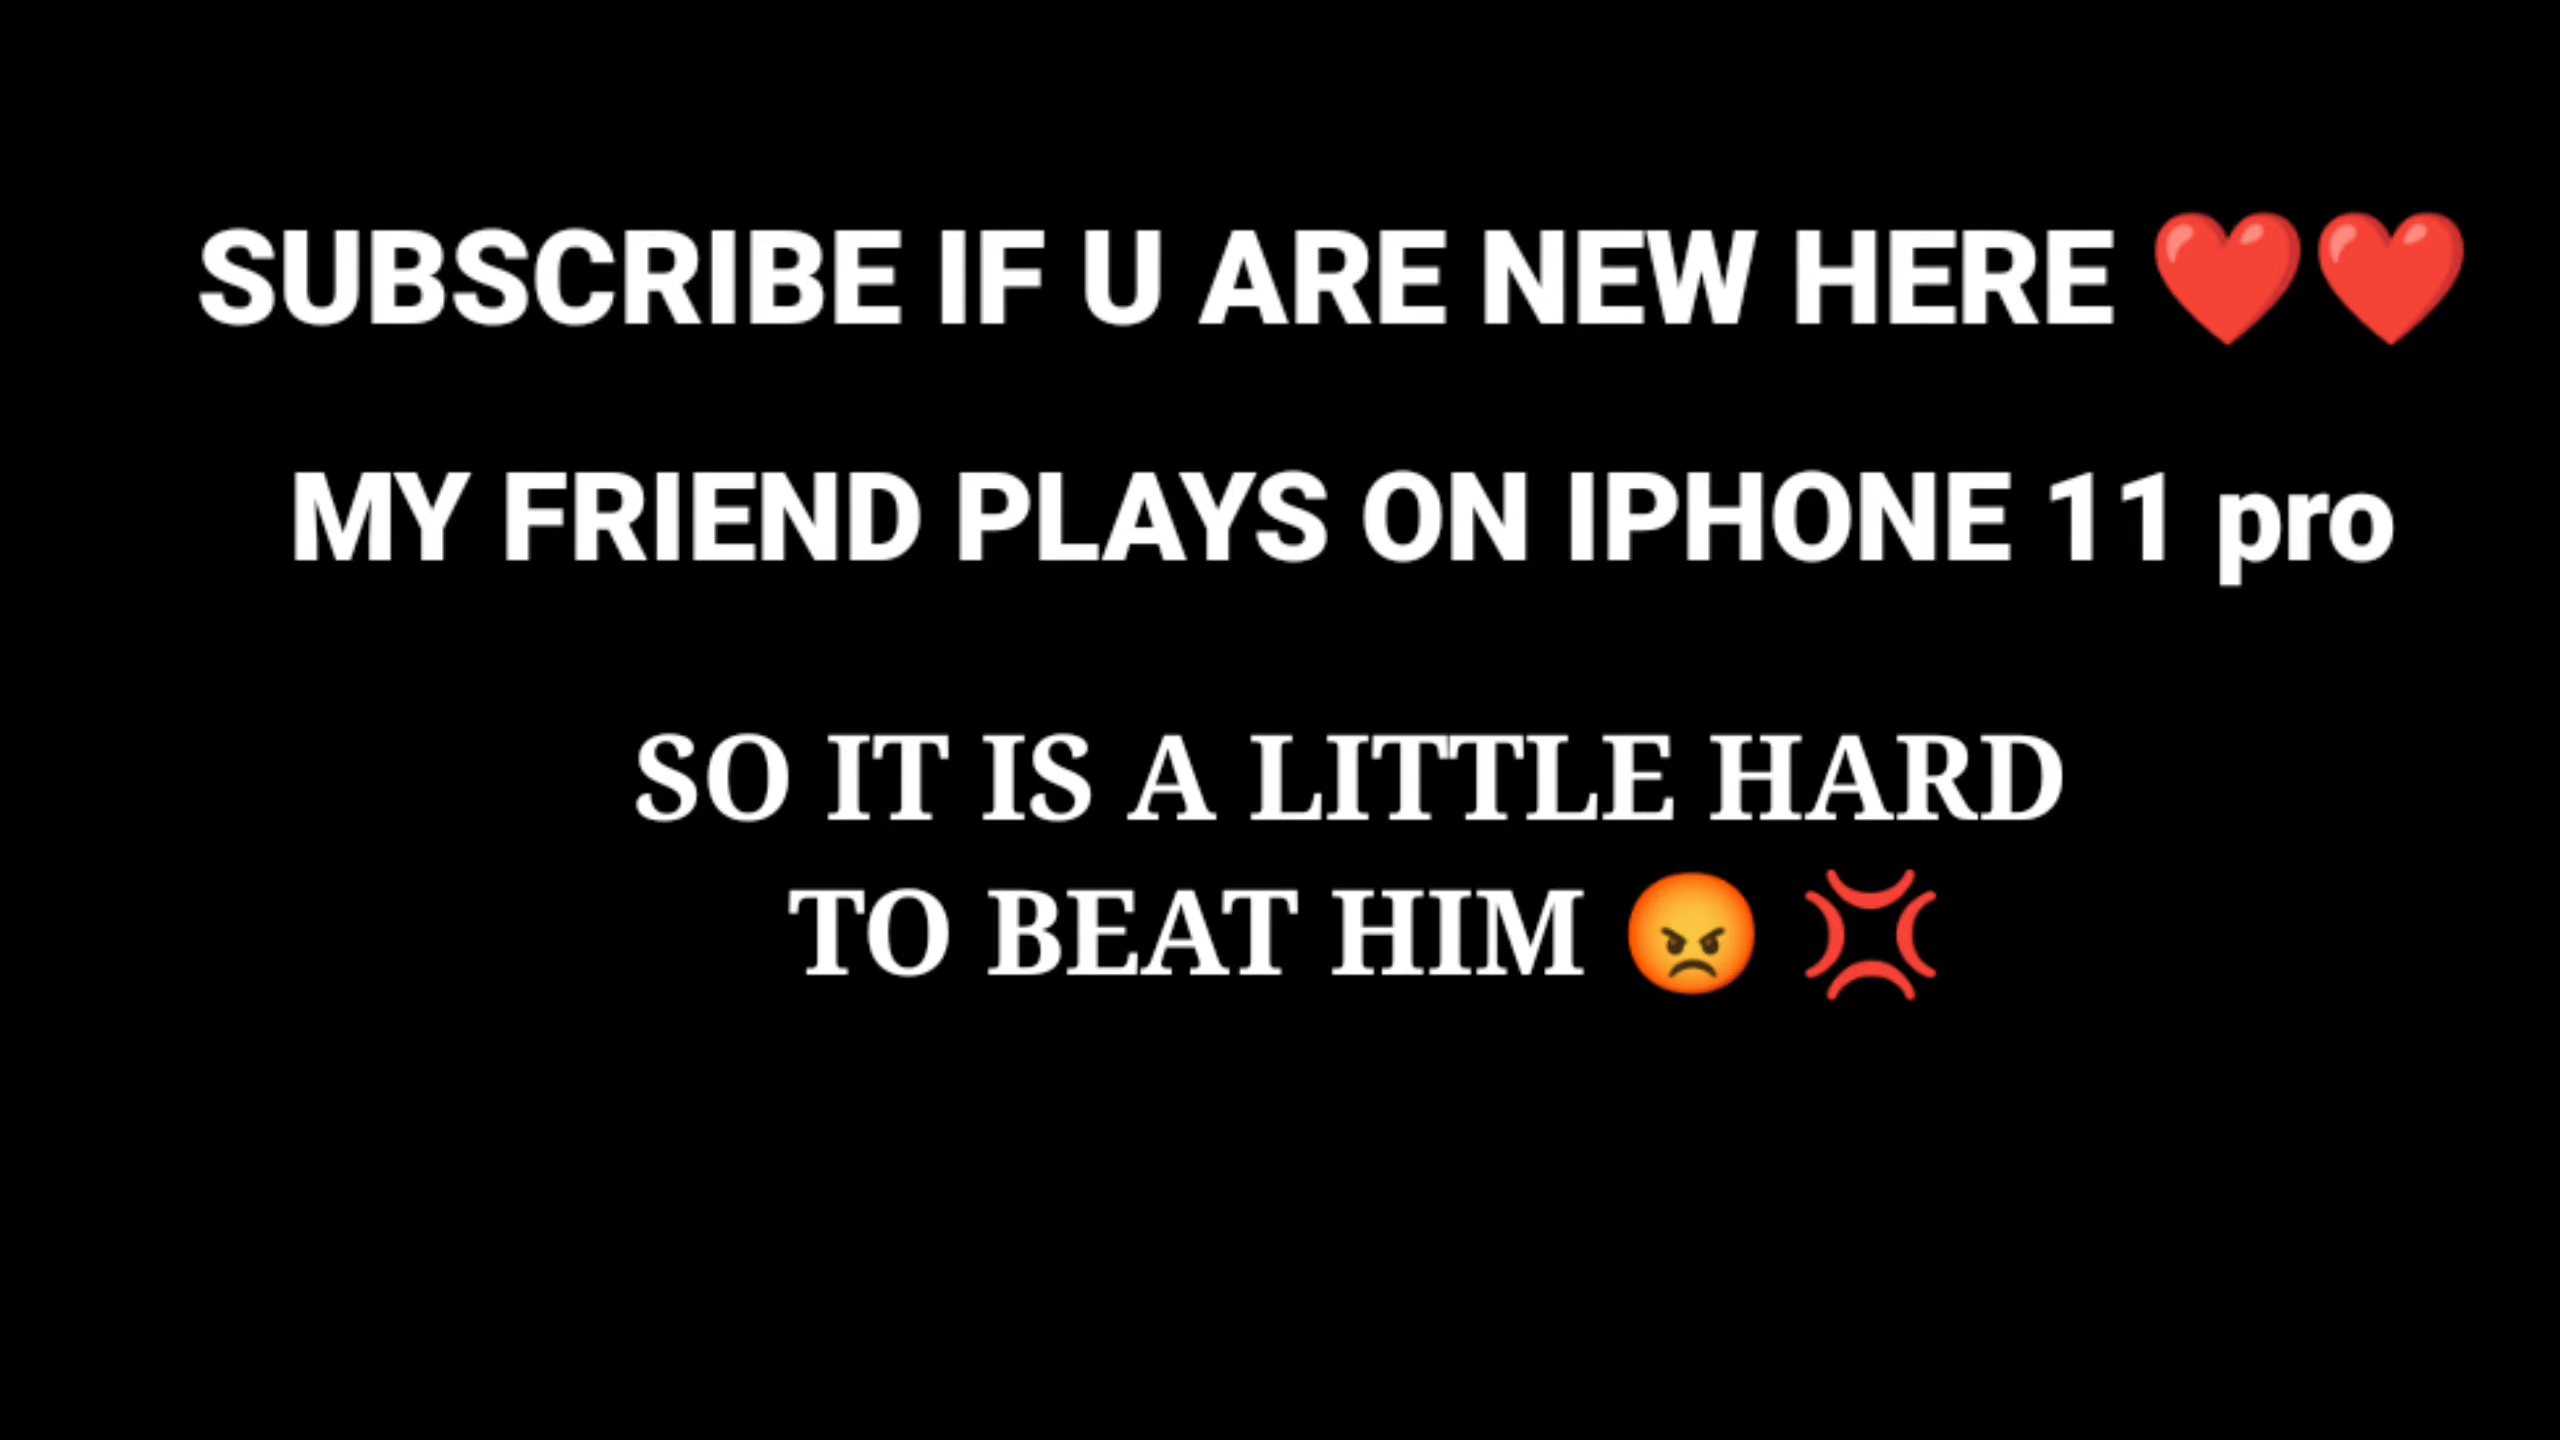 SUBSCRIBE IF U ARE NEW HERE ❤️❤️
MY FRIEND PLAYS ON IPHONE 11 pro
SO IT IS A LITTLE HARD
TO BEAT HIM 😡 💢